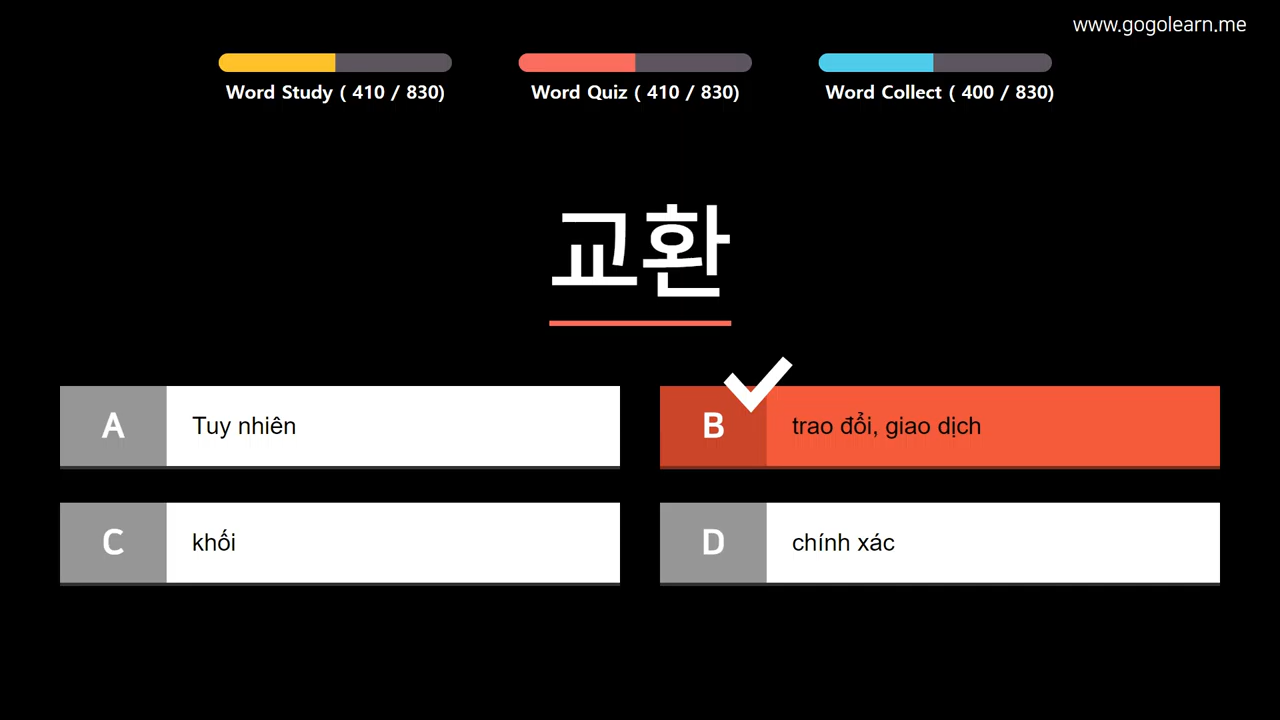 www.gogolearn.me
Word Study ( 410 / 830)
Word Quiz ( 410 / 830)
Word Collect ( 400 / 830)
교환
A
Tuy nhiên
B
trao đổi, giao dịch
C
khối
D
chính xác